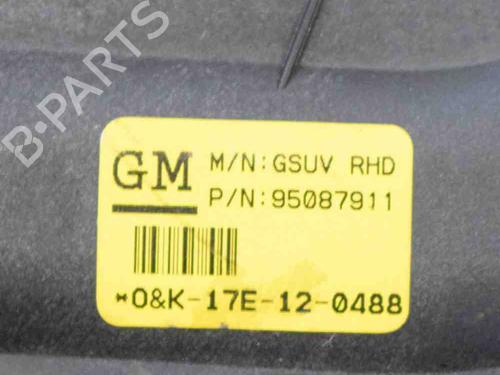 B-PARTS
GM
M/N:GSUV RHD
P/N:95087911
*O&K-17E-12-0488